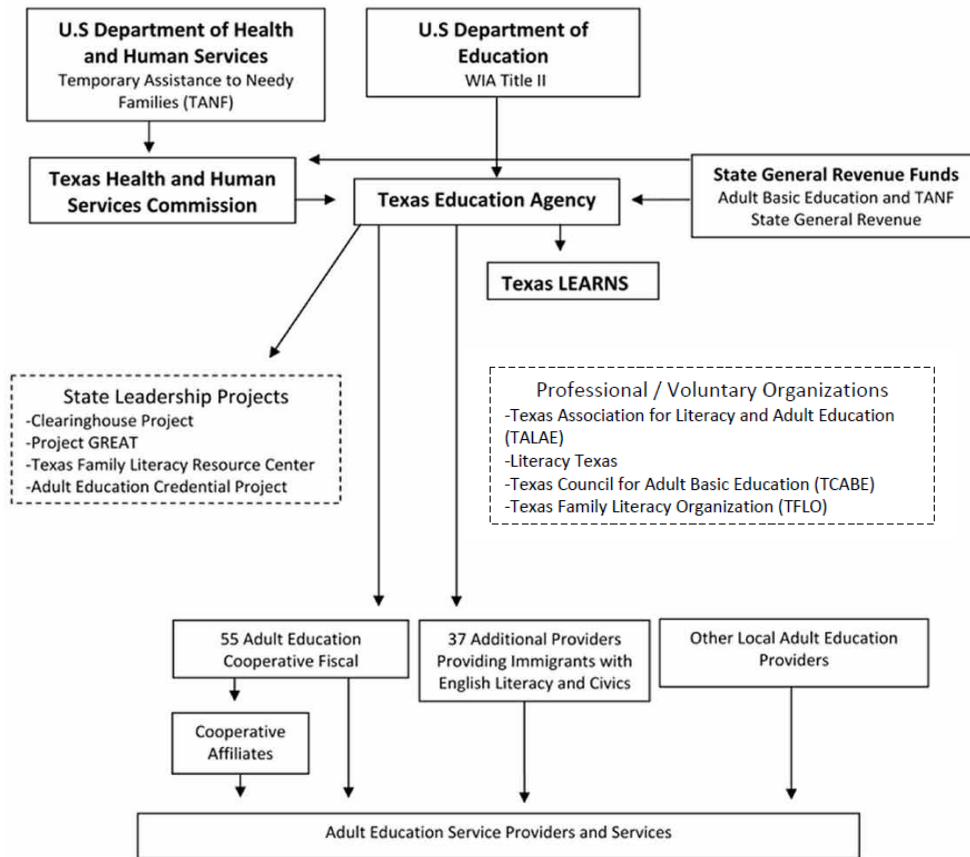 U.S Department of Health
and Human Services
Temporary Assistance to Needy
Families (TANF)
U.S Department of
Education
WIA Title II
Texas Health and Human
Services Commission
Texas Education Agency
State General Revenue Funds
Adult Basic Education and TANF
State General Revenue
Texas LEARNS
State Leadership Projects
-Clearinghouse Project
-Project GREAT
-Texas Family Literacy Resource Center
-Adult Education Credential Project
Professional / Voluntary Organizations
-Texas Association for Literacy and Adult Education
(TALAE)
-Literacy Texas
-Texas Council for Adult Basic Education (TCABE)
-Texas Family Literacy Organization (TFLO)
55 Adult Education
Cooperative Fiscal
37 Additional Providers
Providing Immigrants with
English Literacy and Civics
Other Local Adult Education
Providers
Cooperative
Affiliates
Adult Education Service Providers and Services